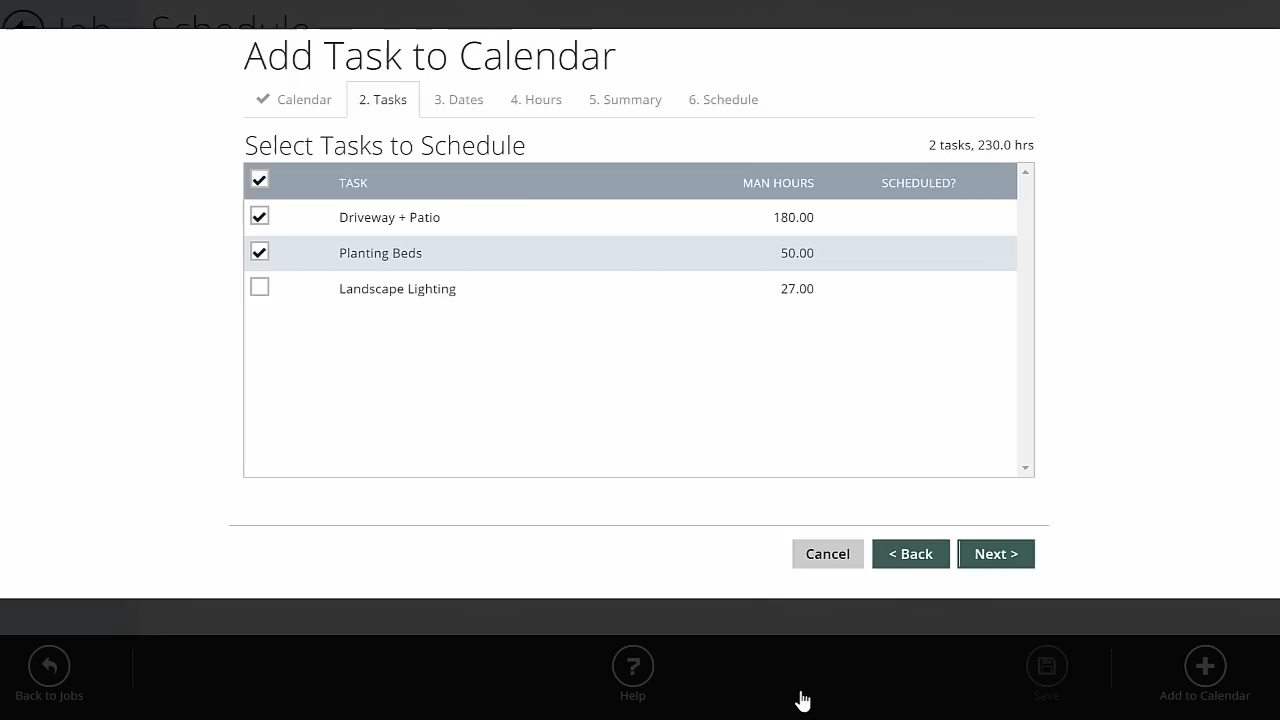 Job - Schedule
Add Task to Calendar
Calendar
2. Tasks
3. Dates
4. Hours
5. Summary
6. Schedule
Select Tasks to Schedule
2 tasks, 230.0 hrs
TASK MAN HOURS SCHEDULED?
Driveway + Patio 180.00
Planting Beds 50.00
Landscape Lighting 27.00
Cancel
< Back
Next >
?
Back to Jobs
Help
Save
Add to Calendar